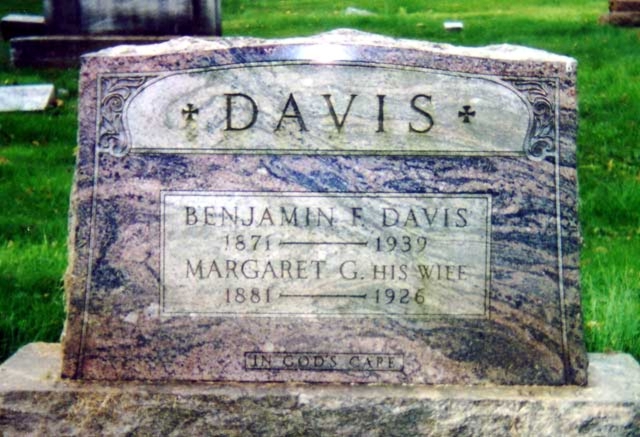 DAVIS
BENJAMIN F. DAVIS
1871 — 1939
MARGARET G. HIS WIFE
1881 — 1926
IN GOD'S CARE